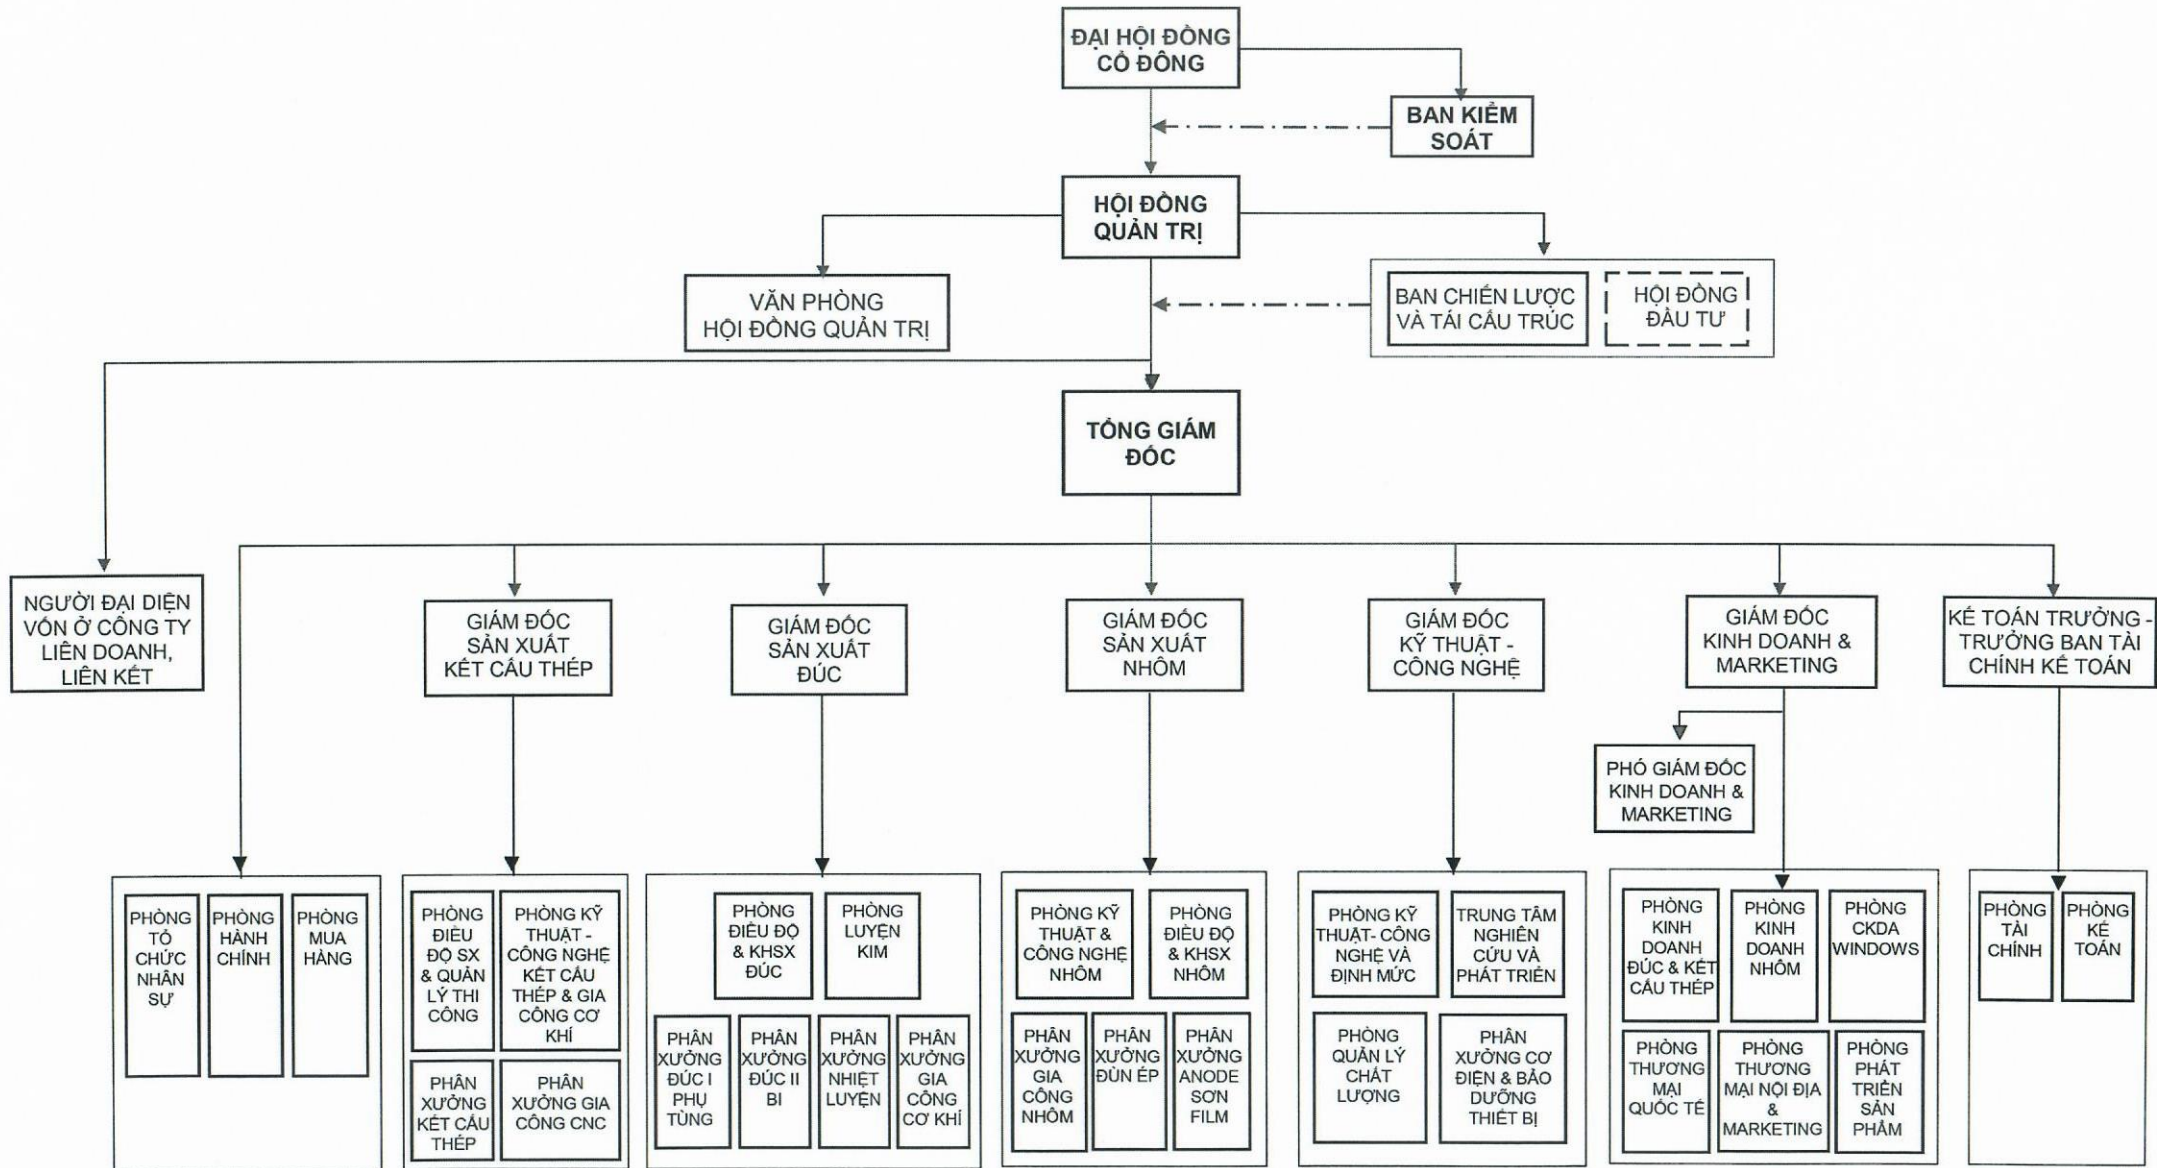 ĐẠI HỘI ĐỒNG
CỔ ĐÔNG
BAN KIỂM
SOÁT
HỘI ĐỒNG
QUẢN TRỊ
VĂN PHÒNG
HỘI ĐỒNG QUẢN TRỊ
BAN CHIẾN LƯỢC
VÀ TÁI CẤU TRÚC
HỘI ĐỒNG
ĐẦU TƯ
TỔNG GIÁM
ĐỐC
NGƯỜI ĐẠI DIỆN
VỐN Ở CÔNG TY
LIÊN DOANH,
LIÊN KẾT
GIÁM ĐỐC
SẢN XUẤT
KẾT CẤU THÉP
GIÁM ĐỐC
SẢN XUẤT
ĐÚC
GIÁM ĐỐC
SẢN XUẤT
NHÔM
GIÁM ĐỐC
KỸ THUẬT -
CÔNG NGHỆ
GIÁM ĐỐC
KINH DOANH &
MARKETING
KẾ TOÁN TRƯỞNG -
TRƯỞNG BAN TÀI
CHÍNH KẾ TOÁN
PHÓ GIÁM ĐỐC
KINH DOANH &
MARKETING
PHÒNG
TỔ
CHỨC
NHÂN
SỰ
PHÒNG
HÀNH
CHÍNH
PHÒNG
MUA
HÀNG
PHÒNG
ĐIỀU
ĐỘ SX
& QUẢN
LÝ THI
CÔNG
PHÒNG KỸ
THUẬT -
CÔNG NGHỆ
KẾT CẤU
THÉP & GIA
CÔNG CƠ
KHÍ
PHÂN
XƯỞNG
KẾT CẤU
THÉP
PHÂN
XƯỞNG GIA
CÔNG CNC
PHÒNG
ĐIỀU ĐỘ
& KHSX
ĐÚC
PHÒNG
LUYỆN
KIM
PHÂN
XƯỞNG
ĐÚC I
PHỤ
TÙNG
PHÂN
XƯỞNG
ĐÚC II
BI
PHÂN
XƯỞNG
NHIỆT
LUYỆN
PHÂN
XƯỞNG
GIA
CÔNG
CƠ KHÍ
PHÒNG KỸ
THUẬT &
CÔNG NGHỆ
NHÔM
PHÒNG
ĐIỀU ĐỘ
& KHSX
NHÔM
PHÂN
XƯỞNG
GIA
CÔNG
NHÔM
PHÂN
XƯỞNG
ĐÙN ÉP
PHÂN
XƯỞNG
ANODE
SƠN
FILM
PHÒNG KỸ
THUẬT- CÔNG
NGHỆ VÀ
ĐỊNH MỨC
TRUNG TÂM
NGHIÊN
CỨU VÀ
PHÁT TRIỂN
PHÒNG
QUẢN LÝ
CHẤT
LƯỢNG
PHÂN
XƯỞNG CƠ
ĐIỆN & BẢO
DƯỠNG
THIẾT BỊ
PHÒNG
KINH
DOANH
ĐÚC & KẾT
CẤU THÉP
PHÒNG
KINH
DOANH
NHÔM
PHÒNG
CKDA
WINDOWS
PHÒNG
THƯƠNG
MẠI
QUỐC TẾ
PHÒNG
THƯƠNG
MẠI NỘI ĐỊA
&
MARKETING
PHÒNG
PHÁT
TRIỂN
SẢN
PHẨM
PHÒNG
TÀI
CHÍNH
PHÒNG
KẾ
TOÁN